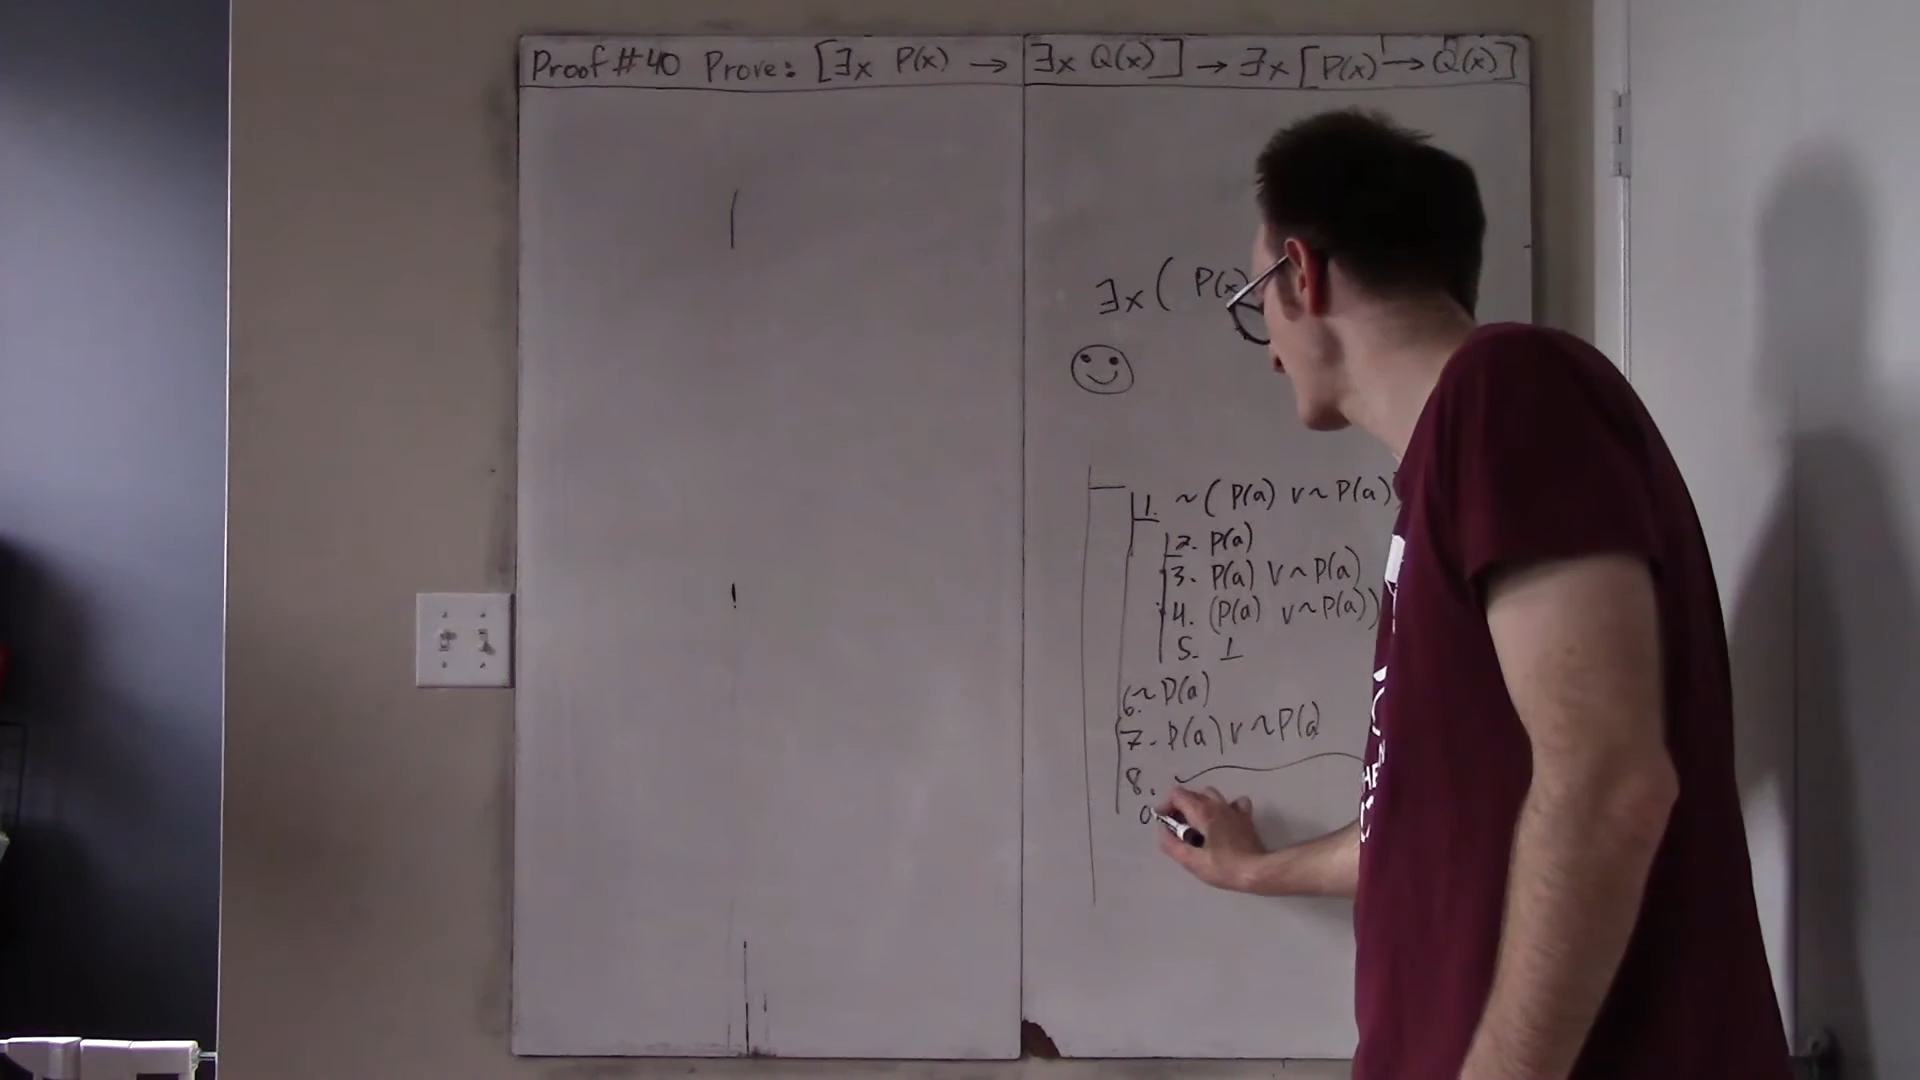 Proof #40 Prove: [∃x P(x) → ∃x Q(x)] → ∃x [P(x) → Q(x)]
∃x ( P(x)
1. ~( P(a) v ~ P(a)
2. P(a)
3. P(a) v ~ P(a)
4. (P(a) v ~ P(a))
5. ⊥
6. ~ P(a)
7. P(a) v ~ P(a
8.